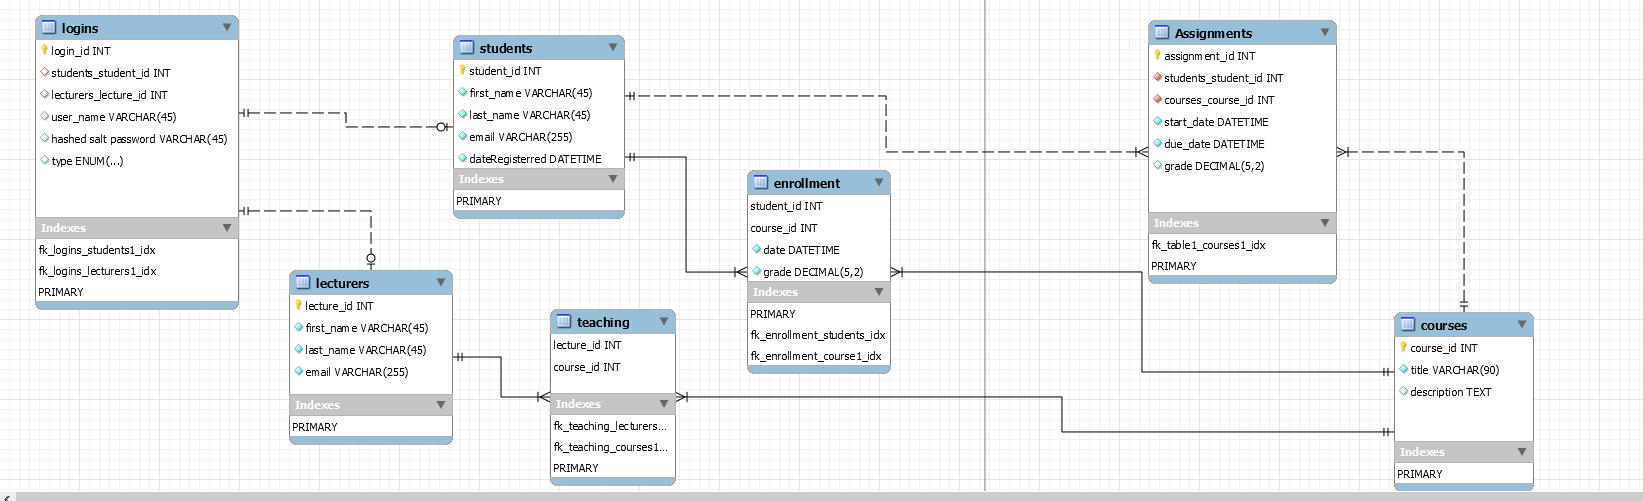 logins
login_id INT
students_student_id INT
lecturers_lecture_id INT
user_name VARCHAR(45)
hashed salt password VARCHAR(45)
type ENUM(...)
Indexes
fk_logins_students1_idx
fk_logins_lecturers1_idx
PRIMARY
students
student_id INT
first_name VARCHAR(45)
last_name VARCHAR(45)
email VARCHAR(255)
dateRegisterred DATETIME
Indexes
PRIMARY
lecturers
lecture_id INT
first_name VARCHAR(45)
last_name VARCHAR(45)
email VARCHAR(255)
Indexes
PRIMARY
teaching
lecture_id INT
course_id INT
Indexes
fk_teaching_lecturers...
fk_teaching_courses1...
PRIMARY
enrollment
student_id INT
course_id INT
date DATETIME
grade DECIMAL(5,2)
Indexes
PRIMARY
fk_enrollment_students_idx
fk_enrollment_course1_idx
Assignments
assignment_id INT
students_student_id INT
courses_course_id INT
start_date DATETIME
due_date DATETIME
grade DECIMAL(5,2)
Indexes
fk_table1_courses1_idx
PRIMARY
courses
course_id INT
title VARCHAR(90)
description TEXT
Indexes
PRIMARY